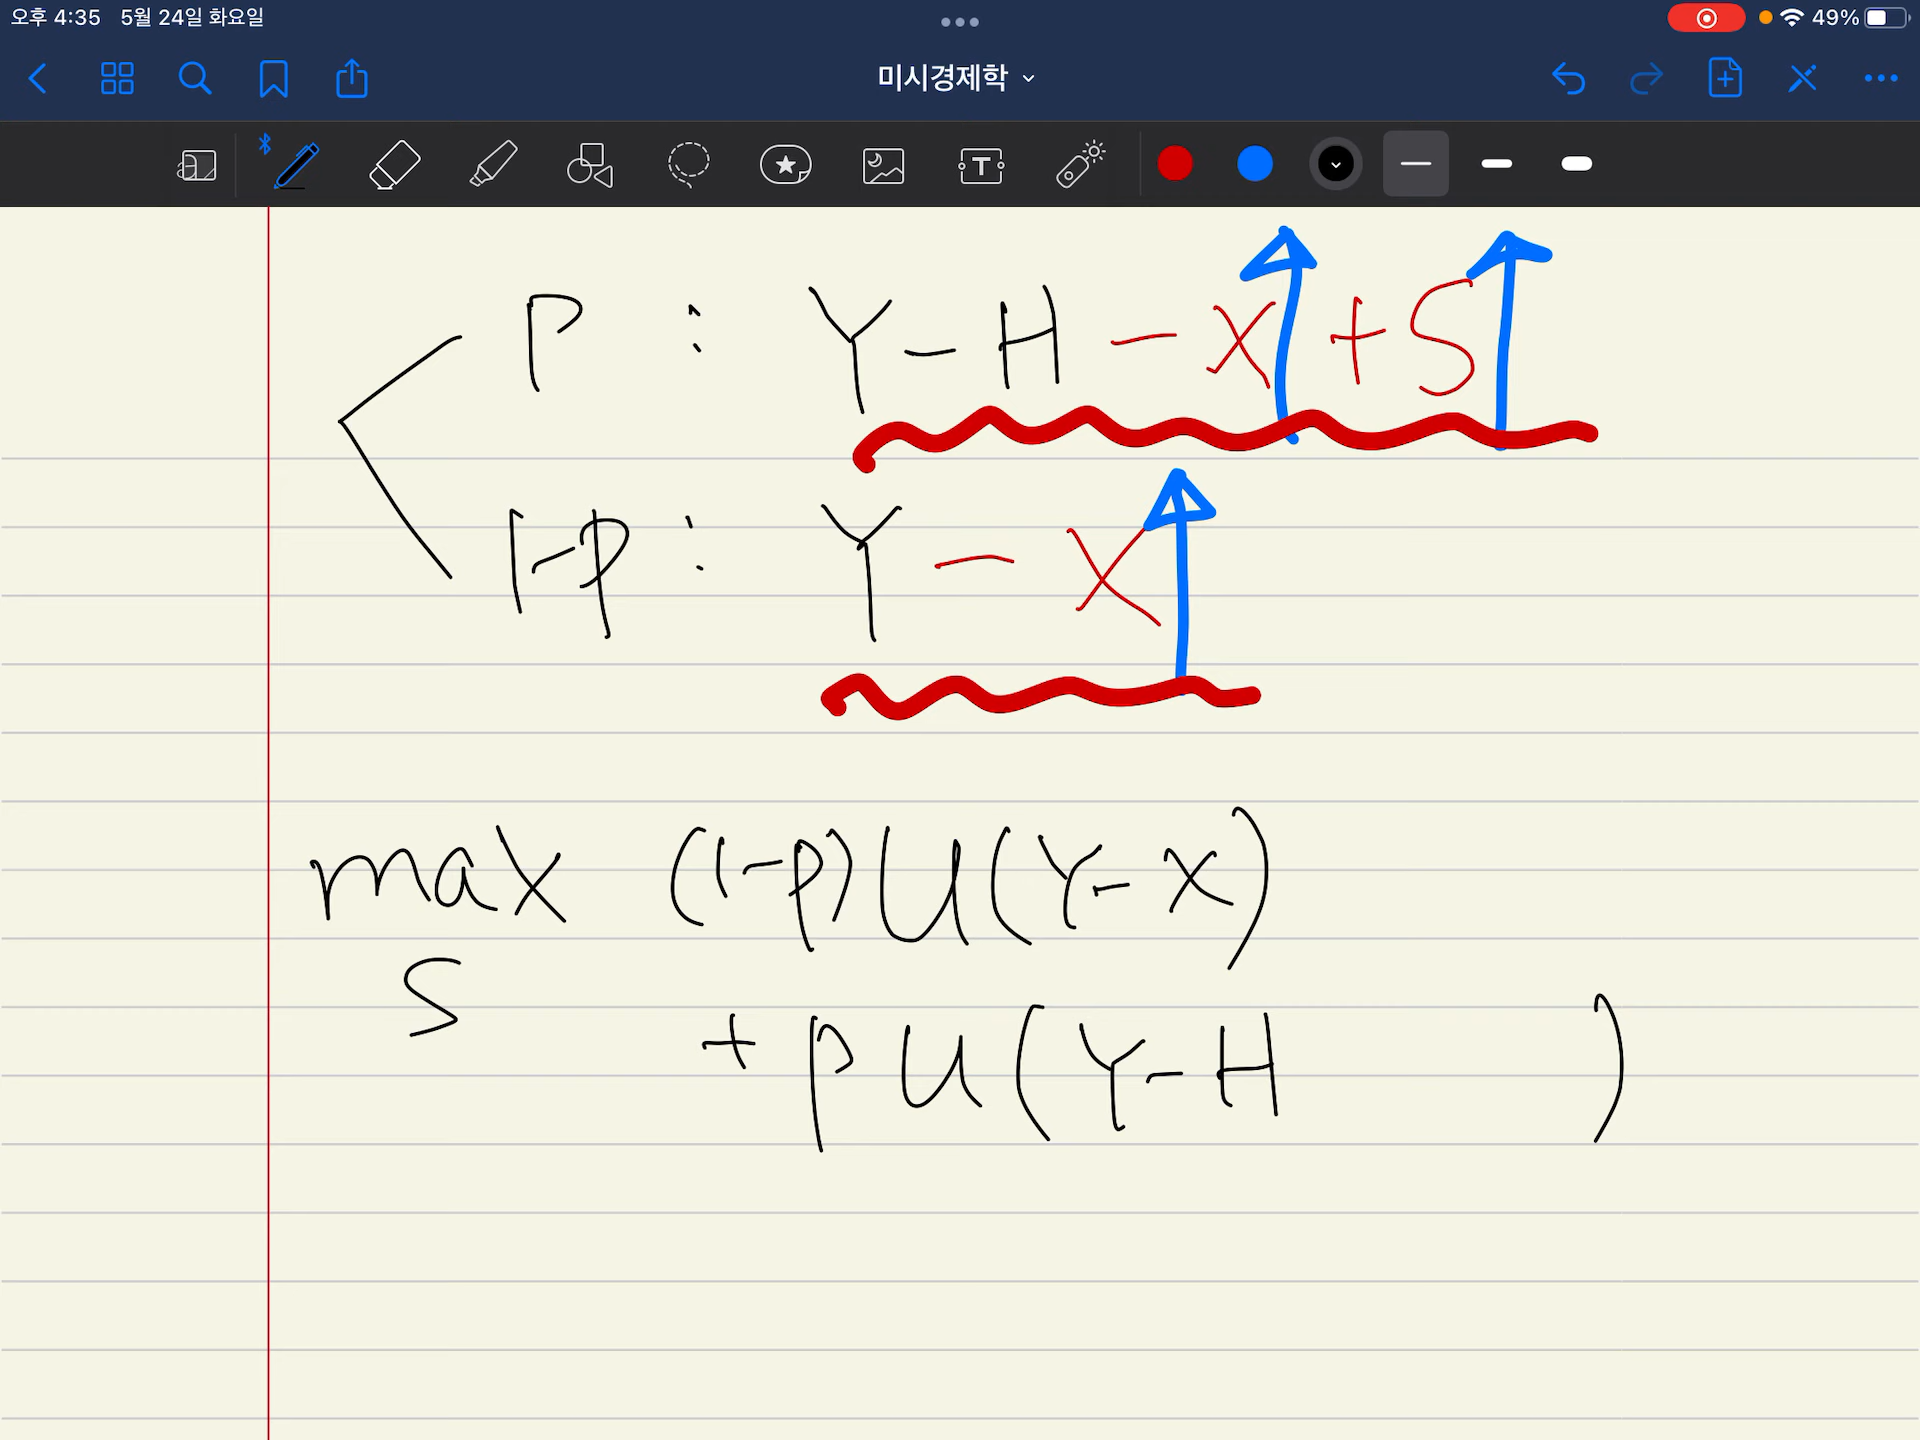 오후 4:35 5월 24일 화요일
49%
미시경제학
T
P : Y-H-X+S
1-P : Y-X
max (1-p)U(Y-X)
S
+ pU(Y-H )